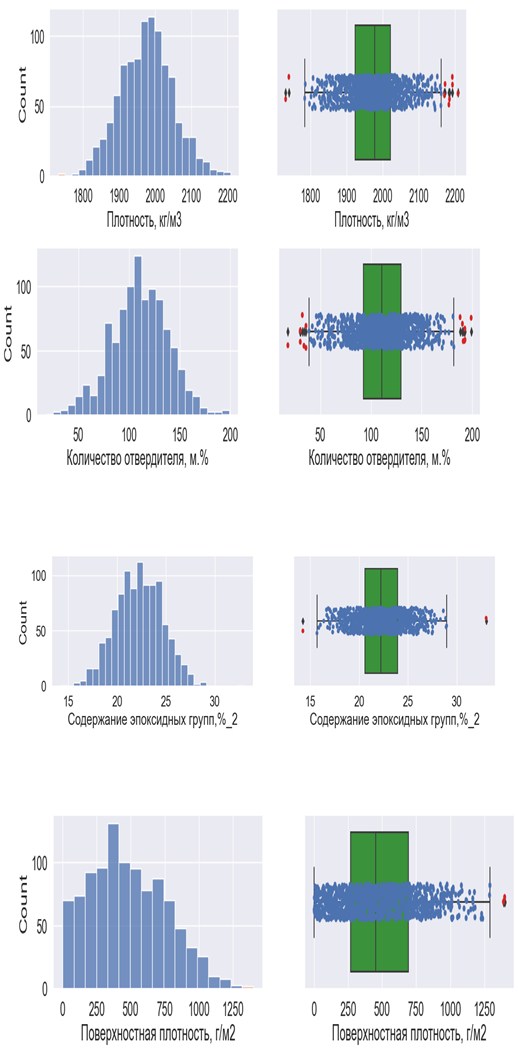 Count
100
50
0
1800 1900 2000 2100 2200
Плотность, кг/м3
1800 1900 2000 2100 2200
Плотность, кг/м3
Count
100
50
0
50 100 150 200
Количество отвердителя, м.%
50 100 150 200
Количество отвердителя, м.%
Count
100
50
0
15 20 25 30
Содержание эпоксидных групп,%_2
15 20 25 30
Содержание эпоксидных групп,%_2
Count
100
50
0
0 250 500 750 1000 1250
Поверхностная плотность, г/м2
0 250 500 750 1000 1250
Поверхностная плотность, г/м2